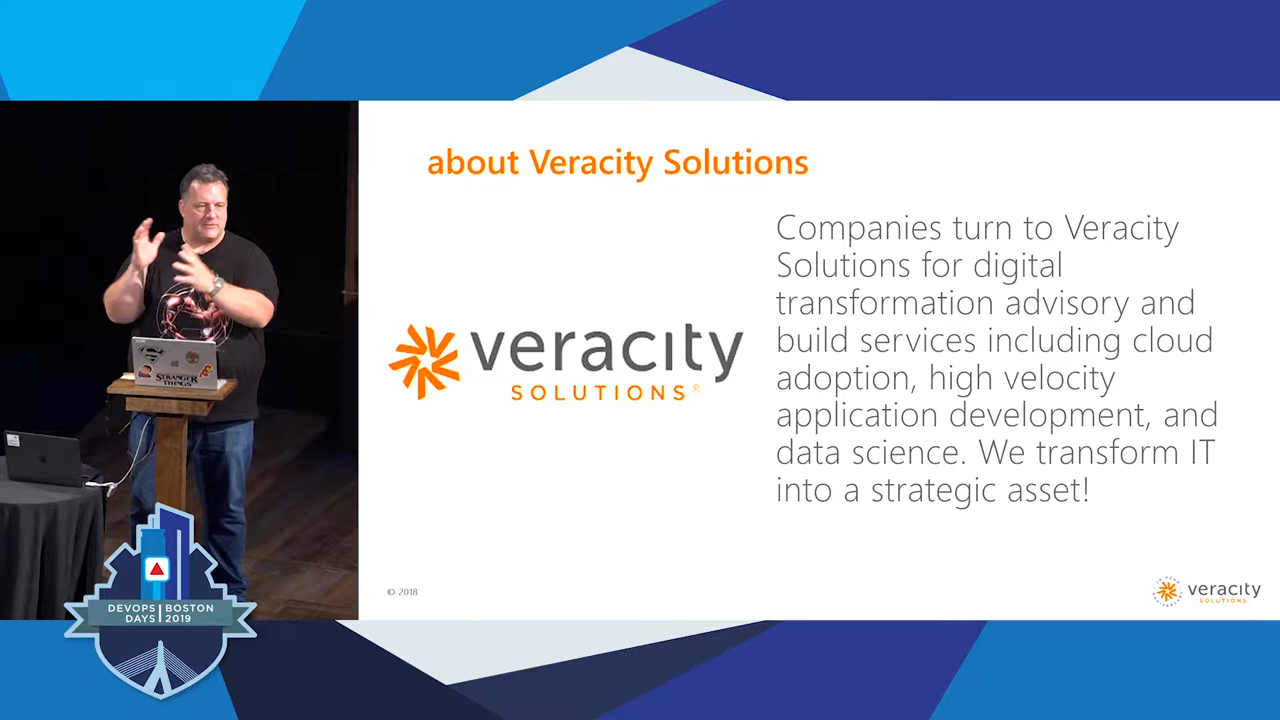 about Veracity Solutions
Companies turn to Veracity
Solutions for digital
transformation advisory and
build services including cloud
adoption, high velocity
application development, and
data science. We transform IT
into a strategic asset!
veracity
SOLUTIONS®
STRANGER
THINGS
© 2018
veracity
SOLUTIONS
DEVOPS | BOSTON
DAYS | 2019